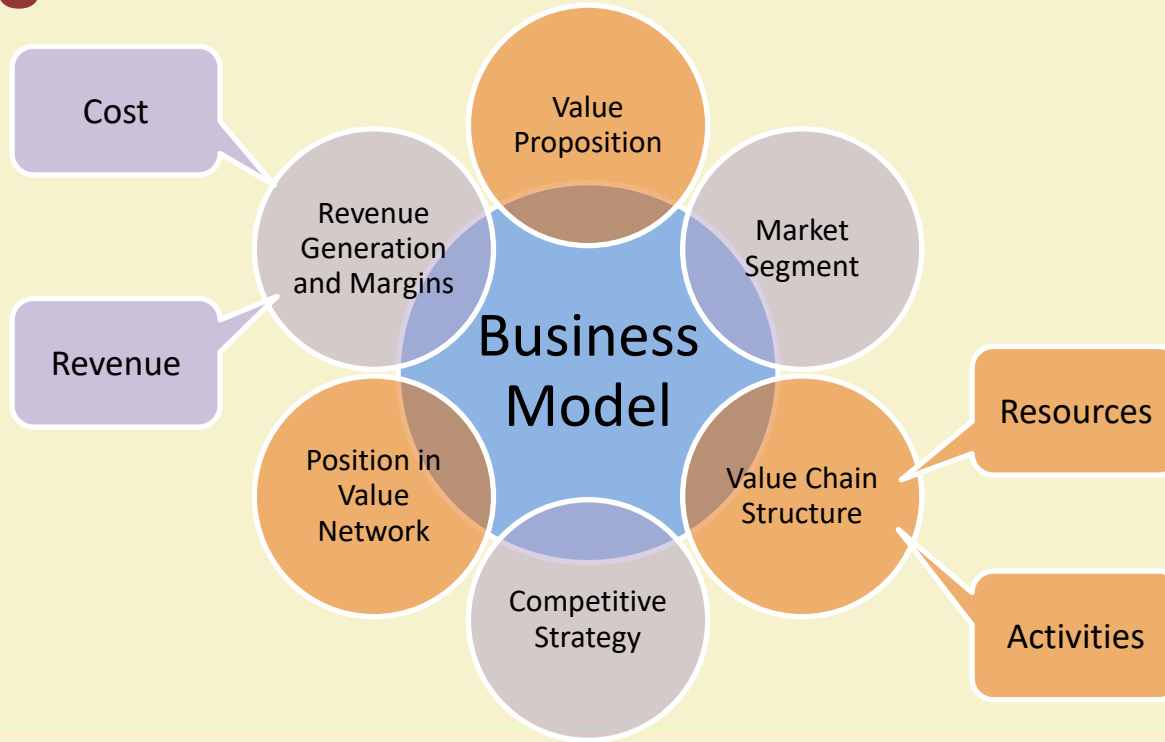 Cost
Value
Proposition
Revenue
Generation
and Margins
Market
Segment
Business
Model
Revenue
Resources
Position in
Value
Network
Value Chain
Structure
Competitive
Strategy
Activities